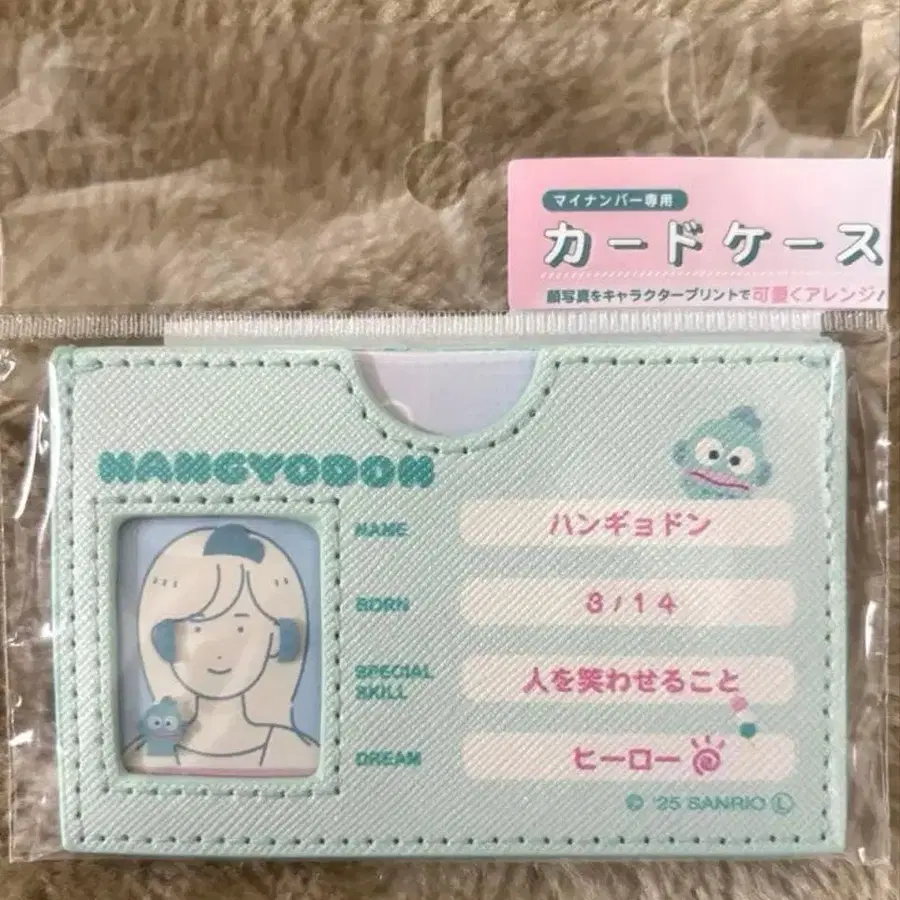 マイナンバー専用
カードケース
顔写真をキャラクタープリントで可愛くアレンジ!
HANGYODON
NAME ハンギョドン
BORN 3/14
SPECIAL
SKILL 人を笑わせること
DREAM ヒーロー
© '25 SANRIO Ⓛ